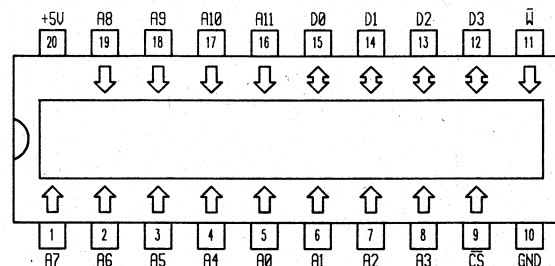 +5V A8 A9 A10 A11 D0 D1 D2 D3 W̅
20 19 18 17 16 15 14 13 12 11
1 2 3 4 5 6 7 8 9 10
A7 A6 A5 A4 A0 A1 A2 A3 C̅S̅ GND